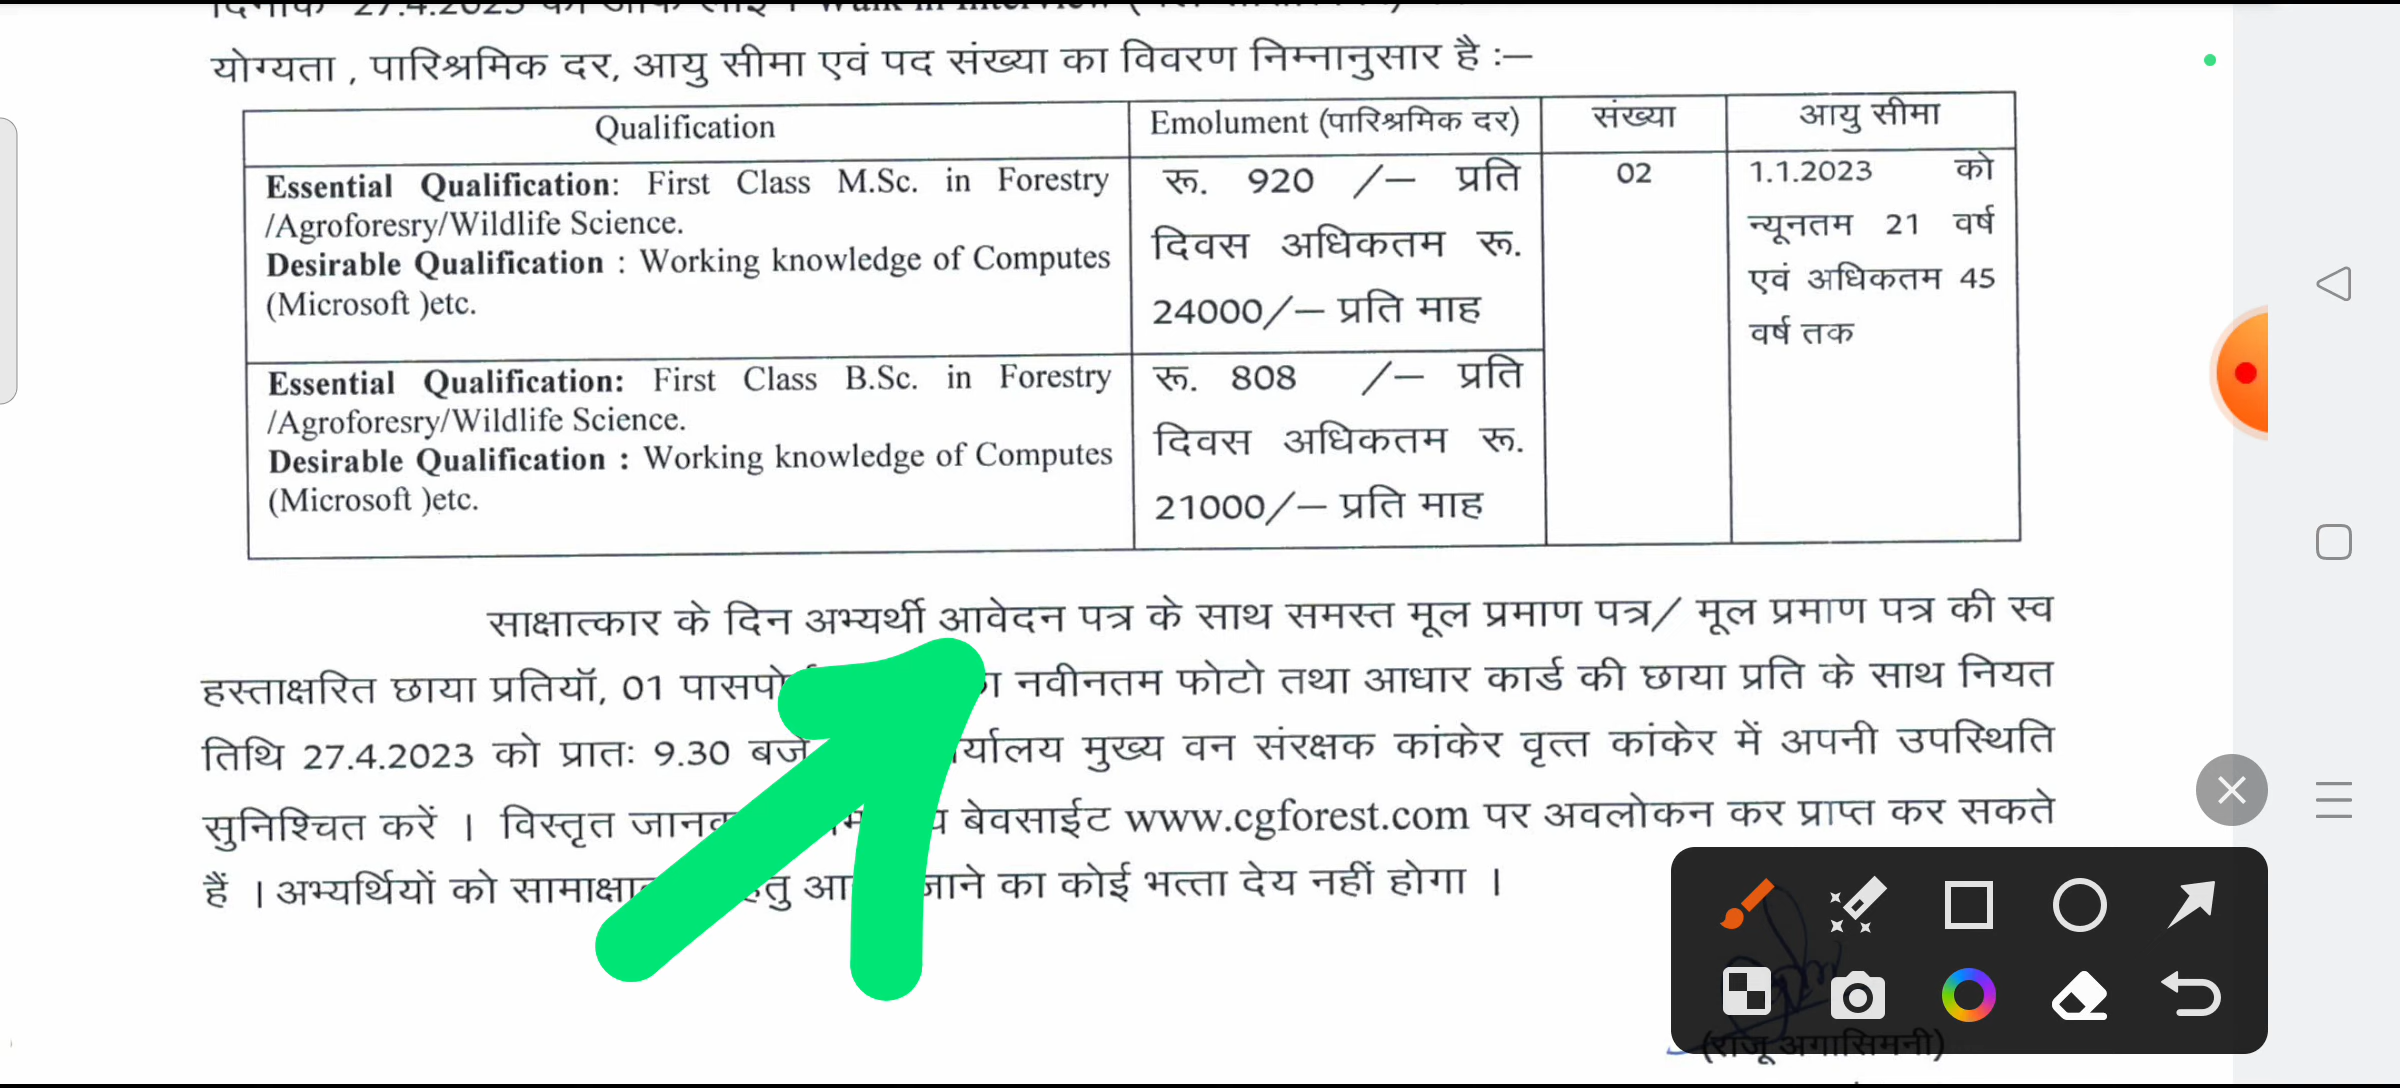 योग्यता , पारिश्रमिक दर, आयु सीमा एवं पद संख्या का विवरण निम्नानुसार है :–
Qualification
Emolument (पारिश्रमिक दर)
संख्या
आयु सीमा
Essential Qualification: First Class M.Sc. in Forestry
/Agroforesry/Wildlife Science.
Desirable Qualification : Working knowledge of Computes
(Microsoft )etc.
रू. 920 /– प्रति
दिवस अधिकतम रू.
24000/– प्रति माह
02
1.1.2023 को
न्यूनतम 21 वर्ष
एवं अधिकतम 45
वर्ष तक
Essential Qualification: First Class B.Sc. in Forestry
/Agroforesry/Wildlife Science.
Desirable Qualification : Working knowledge of Computes
(Microsoft )etc.
रू. 808 /– प्रति
दिवस अधिकतम रू.
21000/– प्रति माह
साक्षात्कार के दिन अभ्यर्थी आवेदन पत्र के साथ समस्त मूल प्रमाण पत्र/ मूल प्रमाण पत्र की स्व
हस्ताक्षरित छाया प्रतियॉ, 01 नवीनतम फोटो तथा आधार कार्ड की छाया प्रति के साथ नियत
तिथि 27.4.2023 को प्रातः 9.30 बजे मुख्य वन संरक्षक कांकेर वृत्त कांकेर में अपनी उपस्थिति
सुनिश्चित करें । विस्तृत बेवसाईट www.cgforest.com पर अवलोकन कर प्राप्त कर सकते
हैं । अभ्यर्थियों को जाने का कोई भत्ता देय नहीं होगा ।
(राजू अगासिमनी)